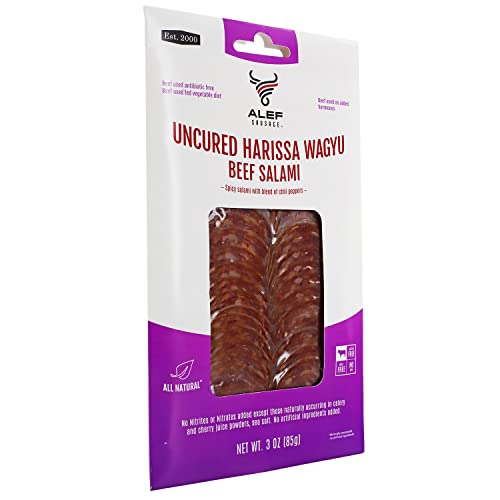 Est. 2000
Beef used antibiotic free
Beef used fed vegetable diet
ALEF
SAUSAGE
Beef used no added
hormones
UNCURED HARISSA WAGYU
BEEF SALAMI
– Spicy salami with blend of chili peppers –
ALL NATURAL*
FREE
BEEF
No Nitrites or Nitrates added except those naturally occurring in celery
and cherry juice powders, sea salt. No artificial ingredients added.
NET WT. 3 OZ (85g)